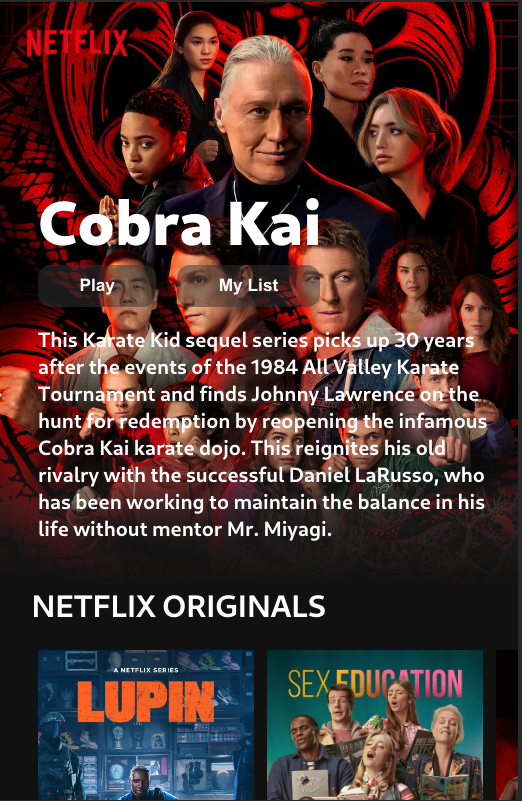 NETFLIX
Cobra Kai
Play
My List
This Karate Kid sequel series picks up 30 years
after the events of the 1984 All Valley Karate
Tournament and finds Johnny Lawrence on the
hunt for redemption by reopening the infamous
Cobra Kai karate dojo. This reignites his old
rivalry with the successful Daniel LaRusso, who
has been working to maintain the balance in his
life without mentor Mr. Miyagi.
NETFLIX ORIGINALS
A NETFLIX SERIES
LUPIN
SEX EDUCATION